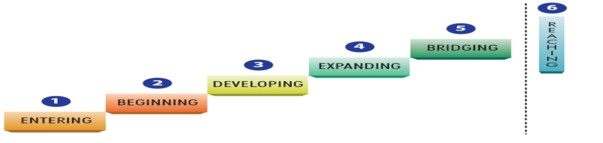 1
ENTERING
2
BEGINNING
3
DEVELOPING
4
EXPANDING
5
BRIDGING
6
REACHING